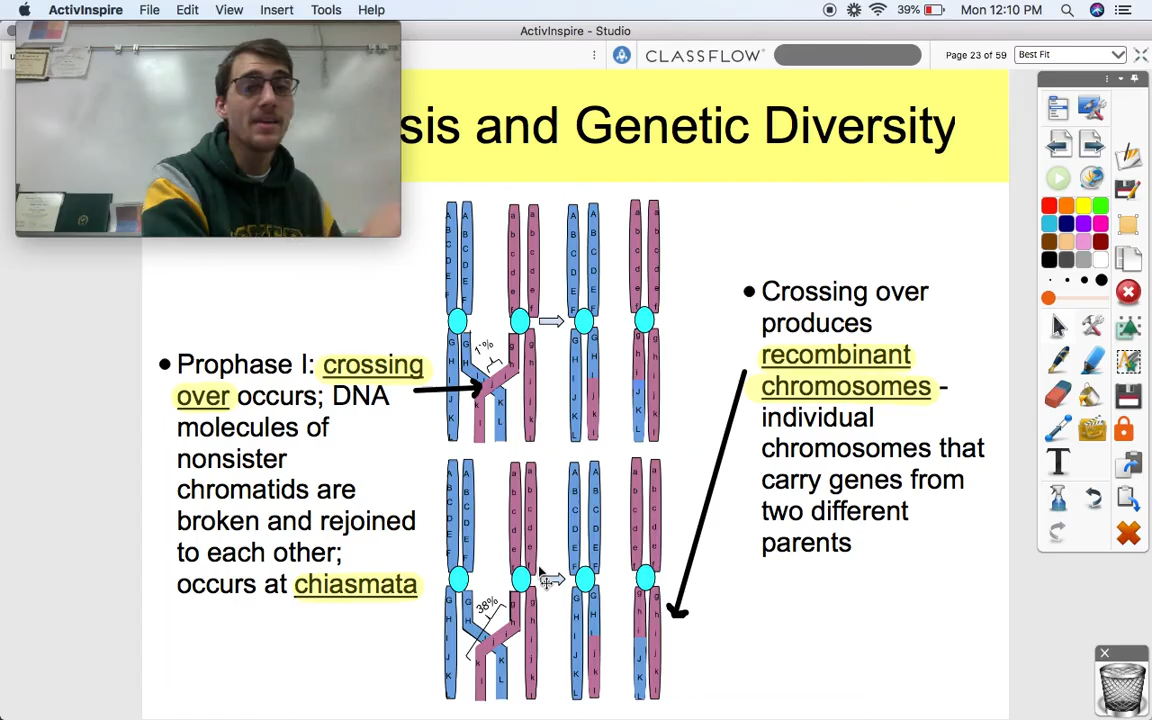 ActivInspire File Edit View Insert Tools Help 39% Mon 12:10 PM
ActivInspire - Studio
CLASSFLOW Page 23 of 59 Best Fit
sis and Genetic Diversity
Prophase I: crossing
over occurs; DNA
molecules of
nonsister
chromatids are
broken and rejoined
to each other;
occurs at chiasmata
38%
Crossing over
produces
recombinant
chromosomes -
individual
chromosomes that
carry genes from
two different
parents